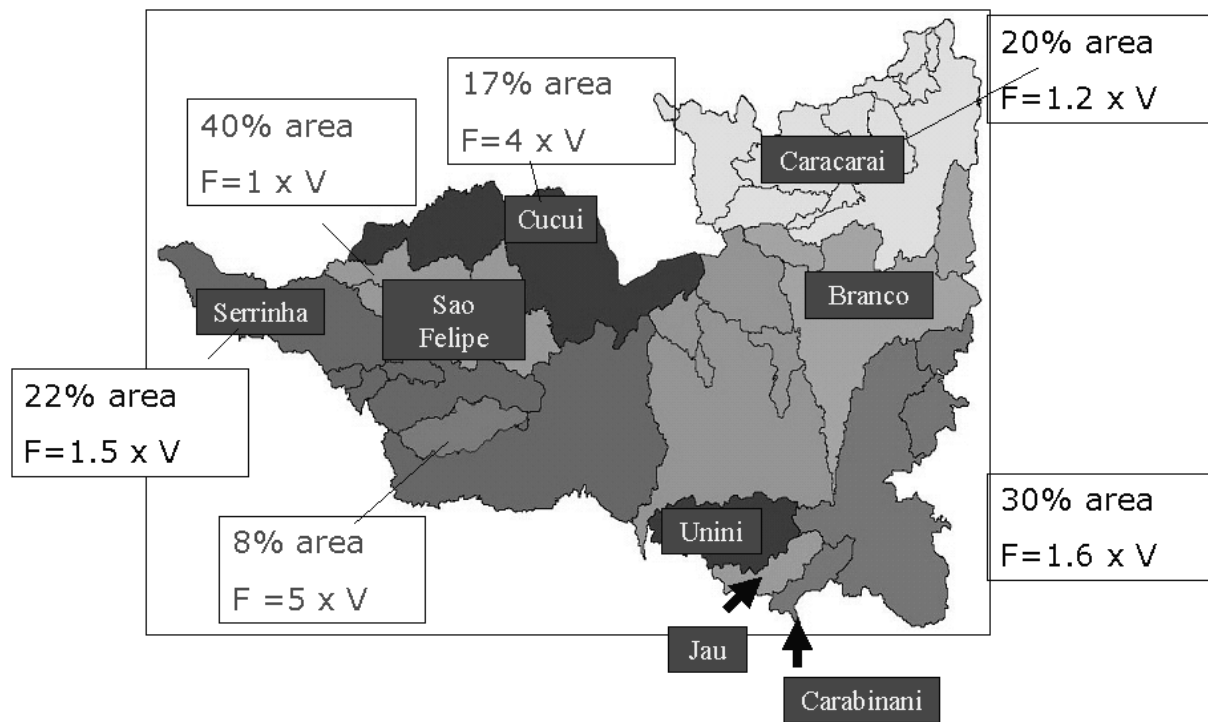 20% area
F=1.2 x V
17% area
F=4 x V
40% area
F=1 x V
Caracarai
Cucui
Branco
Serrinha
Sao
Felipe
22% area
F=1.5 x V
8% area
F =5 x V
Unini
30% area
F=1.6 x V
Jau
Carabinani